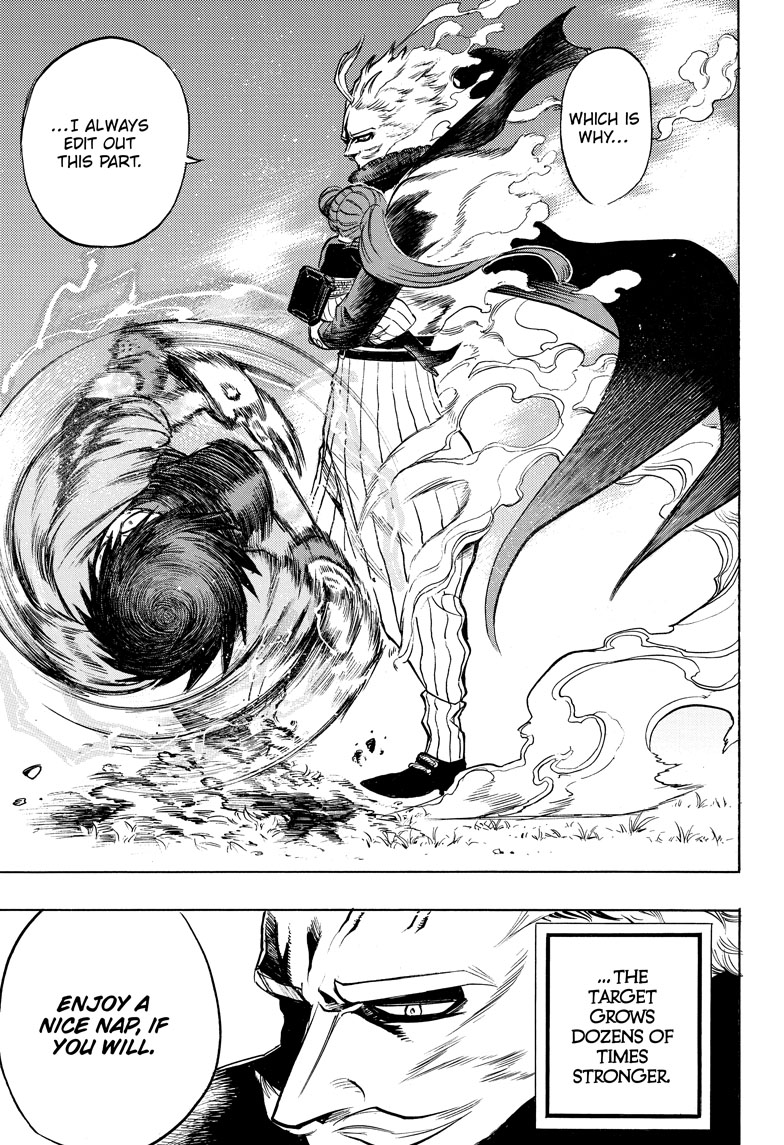 WHICH IS
WHY...
...I ALWAYS
EDIT OUT
THIS PART.
...THE
TARGET
GROWS
DOZENS OF
TIMES
STRONGER.
ENJOY A
NICE NAP, IF
YOU WILL.